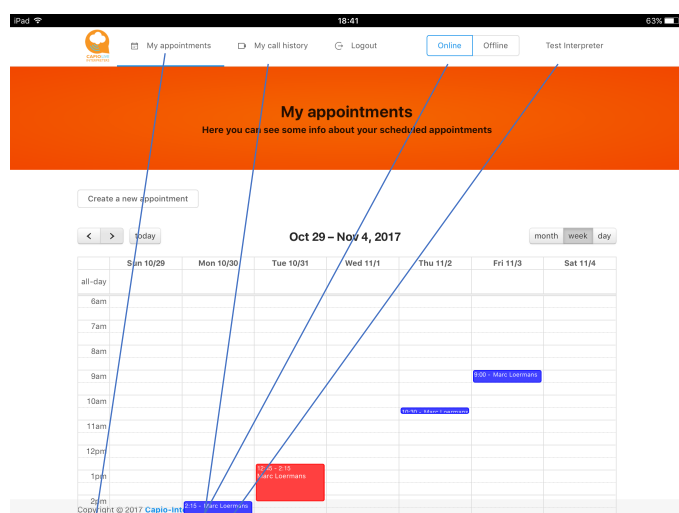 iPad 18:41 63%
CAPIO
My appointments My call history Logout Online Offline Test Interpreter
My appointments
Here you can see some info about your scheduled appointments
Create a new appointment
< > today Oct 29 – Nov 4, 2017 month week day
Sun 10/29 Mon 10/30 Tue 10/31 Wed 11/1 Thu 11/2 Fri 11/3 Sat 11/4
all-day
6am
7am
8am
9am 9:00 - Marc Loermans
10am
10:30 - Marc Loermans
11am
12pm
12:45 - 2:15
1pm Marc Loermans
2pm
2:15 - Marc Loermans
Copyright © 2017 Capio-Inte